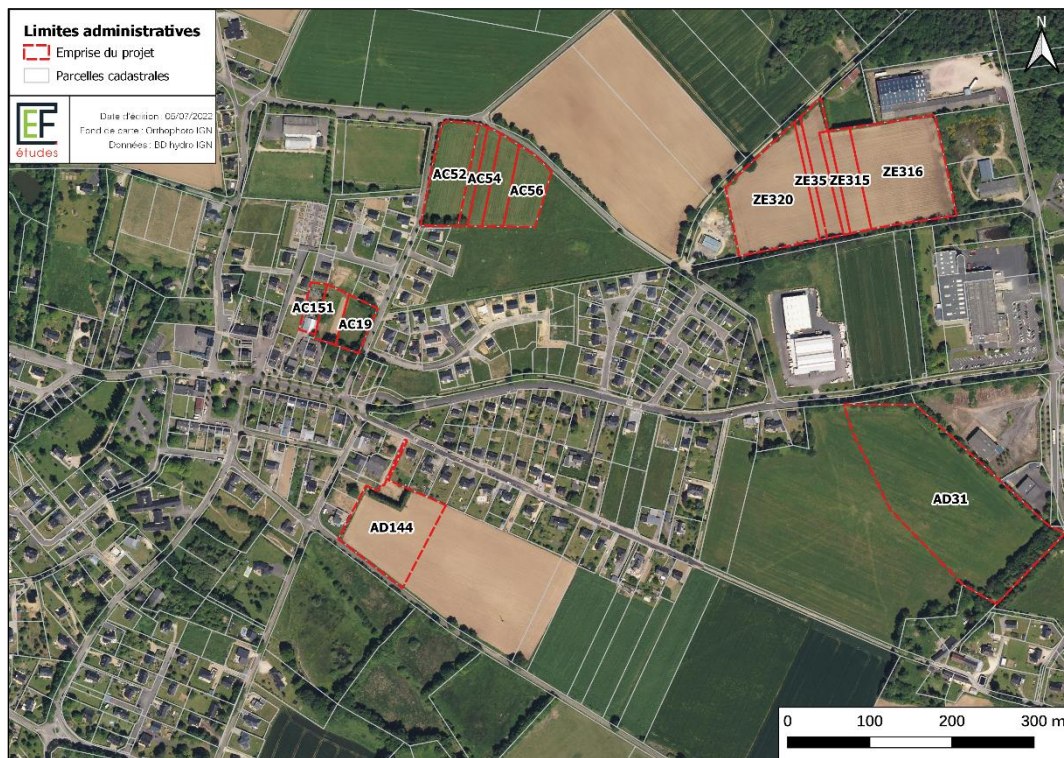 Limites administratives
Emprise du projet
Parcelles cadastrales
EF
études
Date d'édition : 06/07/2022
Fond de carte : Orthophoto IGN
Données : BD hydro IGN
N
AC52
AC54
AC56
ZE320
ZE35
ZE315
ZE316
AC151
AC19
AD31
AD144
0 100 200 300 m